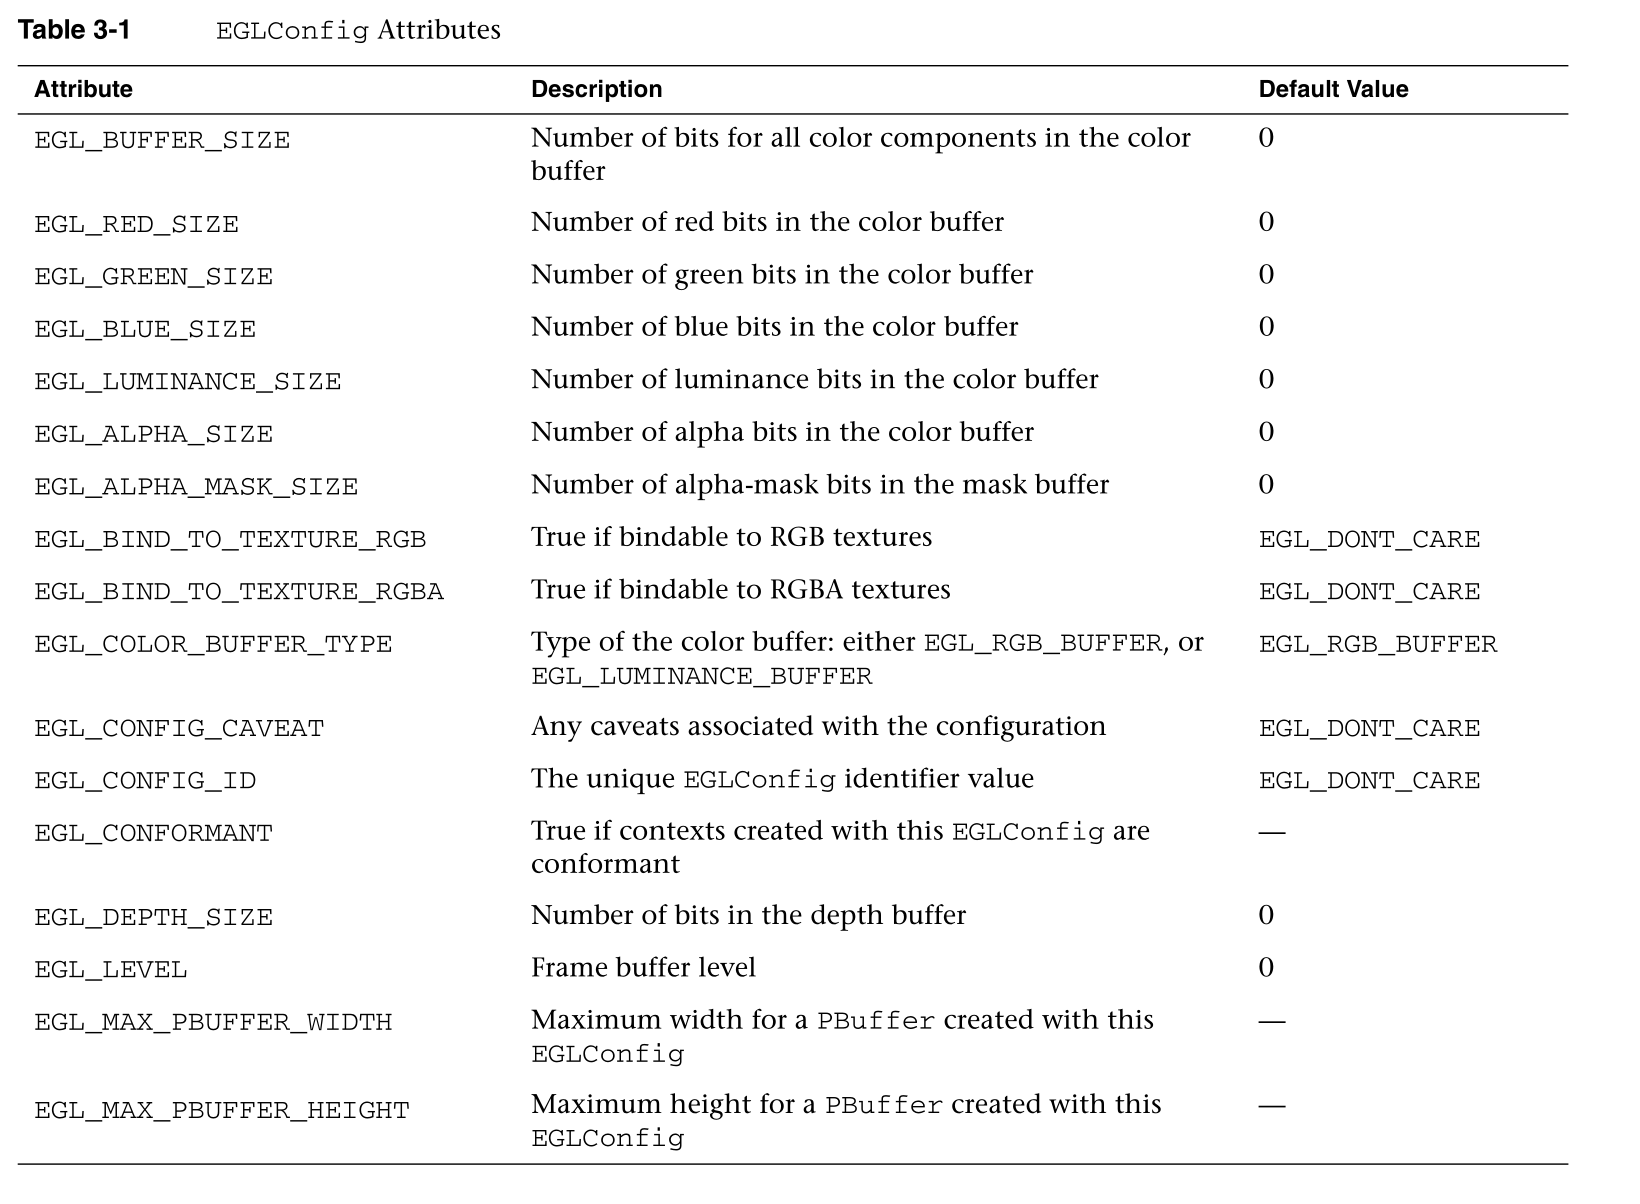 Table 3-1 EGLConfig Attributes
Attribute Description Default Value
EGL_BUFFER_SIZE Number of bits for all color components in the color 0
buffer
EGL_RED_SIZE Number of red bits in the color buffer 0
EGL_GREEN_SIZE Number of green bits in the color buffer 0
EGL_BLUE_SIZE Number of blue bits in the color buffer 0
EGL_LUMINANCE_SIZE Number of luminance bits in the color buffer 0
EGL_ALPHA_SIZE Number of alpha bits in the color buffer 0
EGL_ALPHA_MASK_SIZE Number of alpha-mask bits in the mask buffer 0
EGL_BIND_TO_TEXTURE_RGB True if bindable to RGB textures EGL_DONT_CARE
EGL_BIND_TO_TEXTURE_RGBA True if bindable to RGBA textures EGL_DONT_CARE
EGL_COLOR_BUFFER_TYPE Type of the color buffer: either EGL_RGB_BUFFER, or EGL_RGB_BUFFER
EGL_LUMINANCE_BUFFER
EGL_CONFIG_CAVEAT Any caveats associated with the configuration EGL_DONT_CARE
EGL_CONFIG_ID The unique EGLConfig identifier value EGL_DONT_CARE
EGL_CONFORMANT True if contexts created with this EGLConfig are —
conformant
EGL_DEPTH_SIZE Number of bits in the depth buffer 0
EGL_LEVEL Frame buffer level 0
EGL_MAX_PBUFFER_WIDTH Maximum width for a PBuffer created with this —
EGLConfig
EGL_MAX_PBUFFER_HEIGHT Maximum height for a PBuffer created with this —
EGLConfig